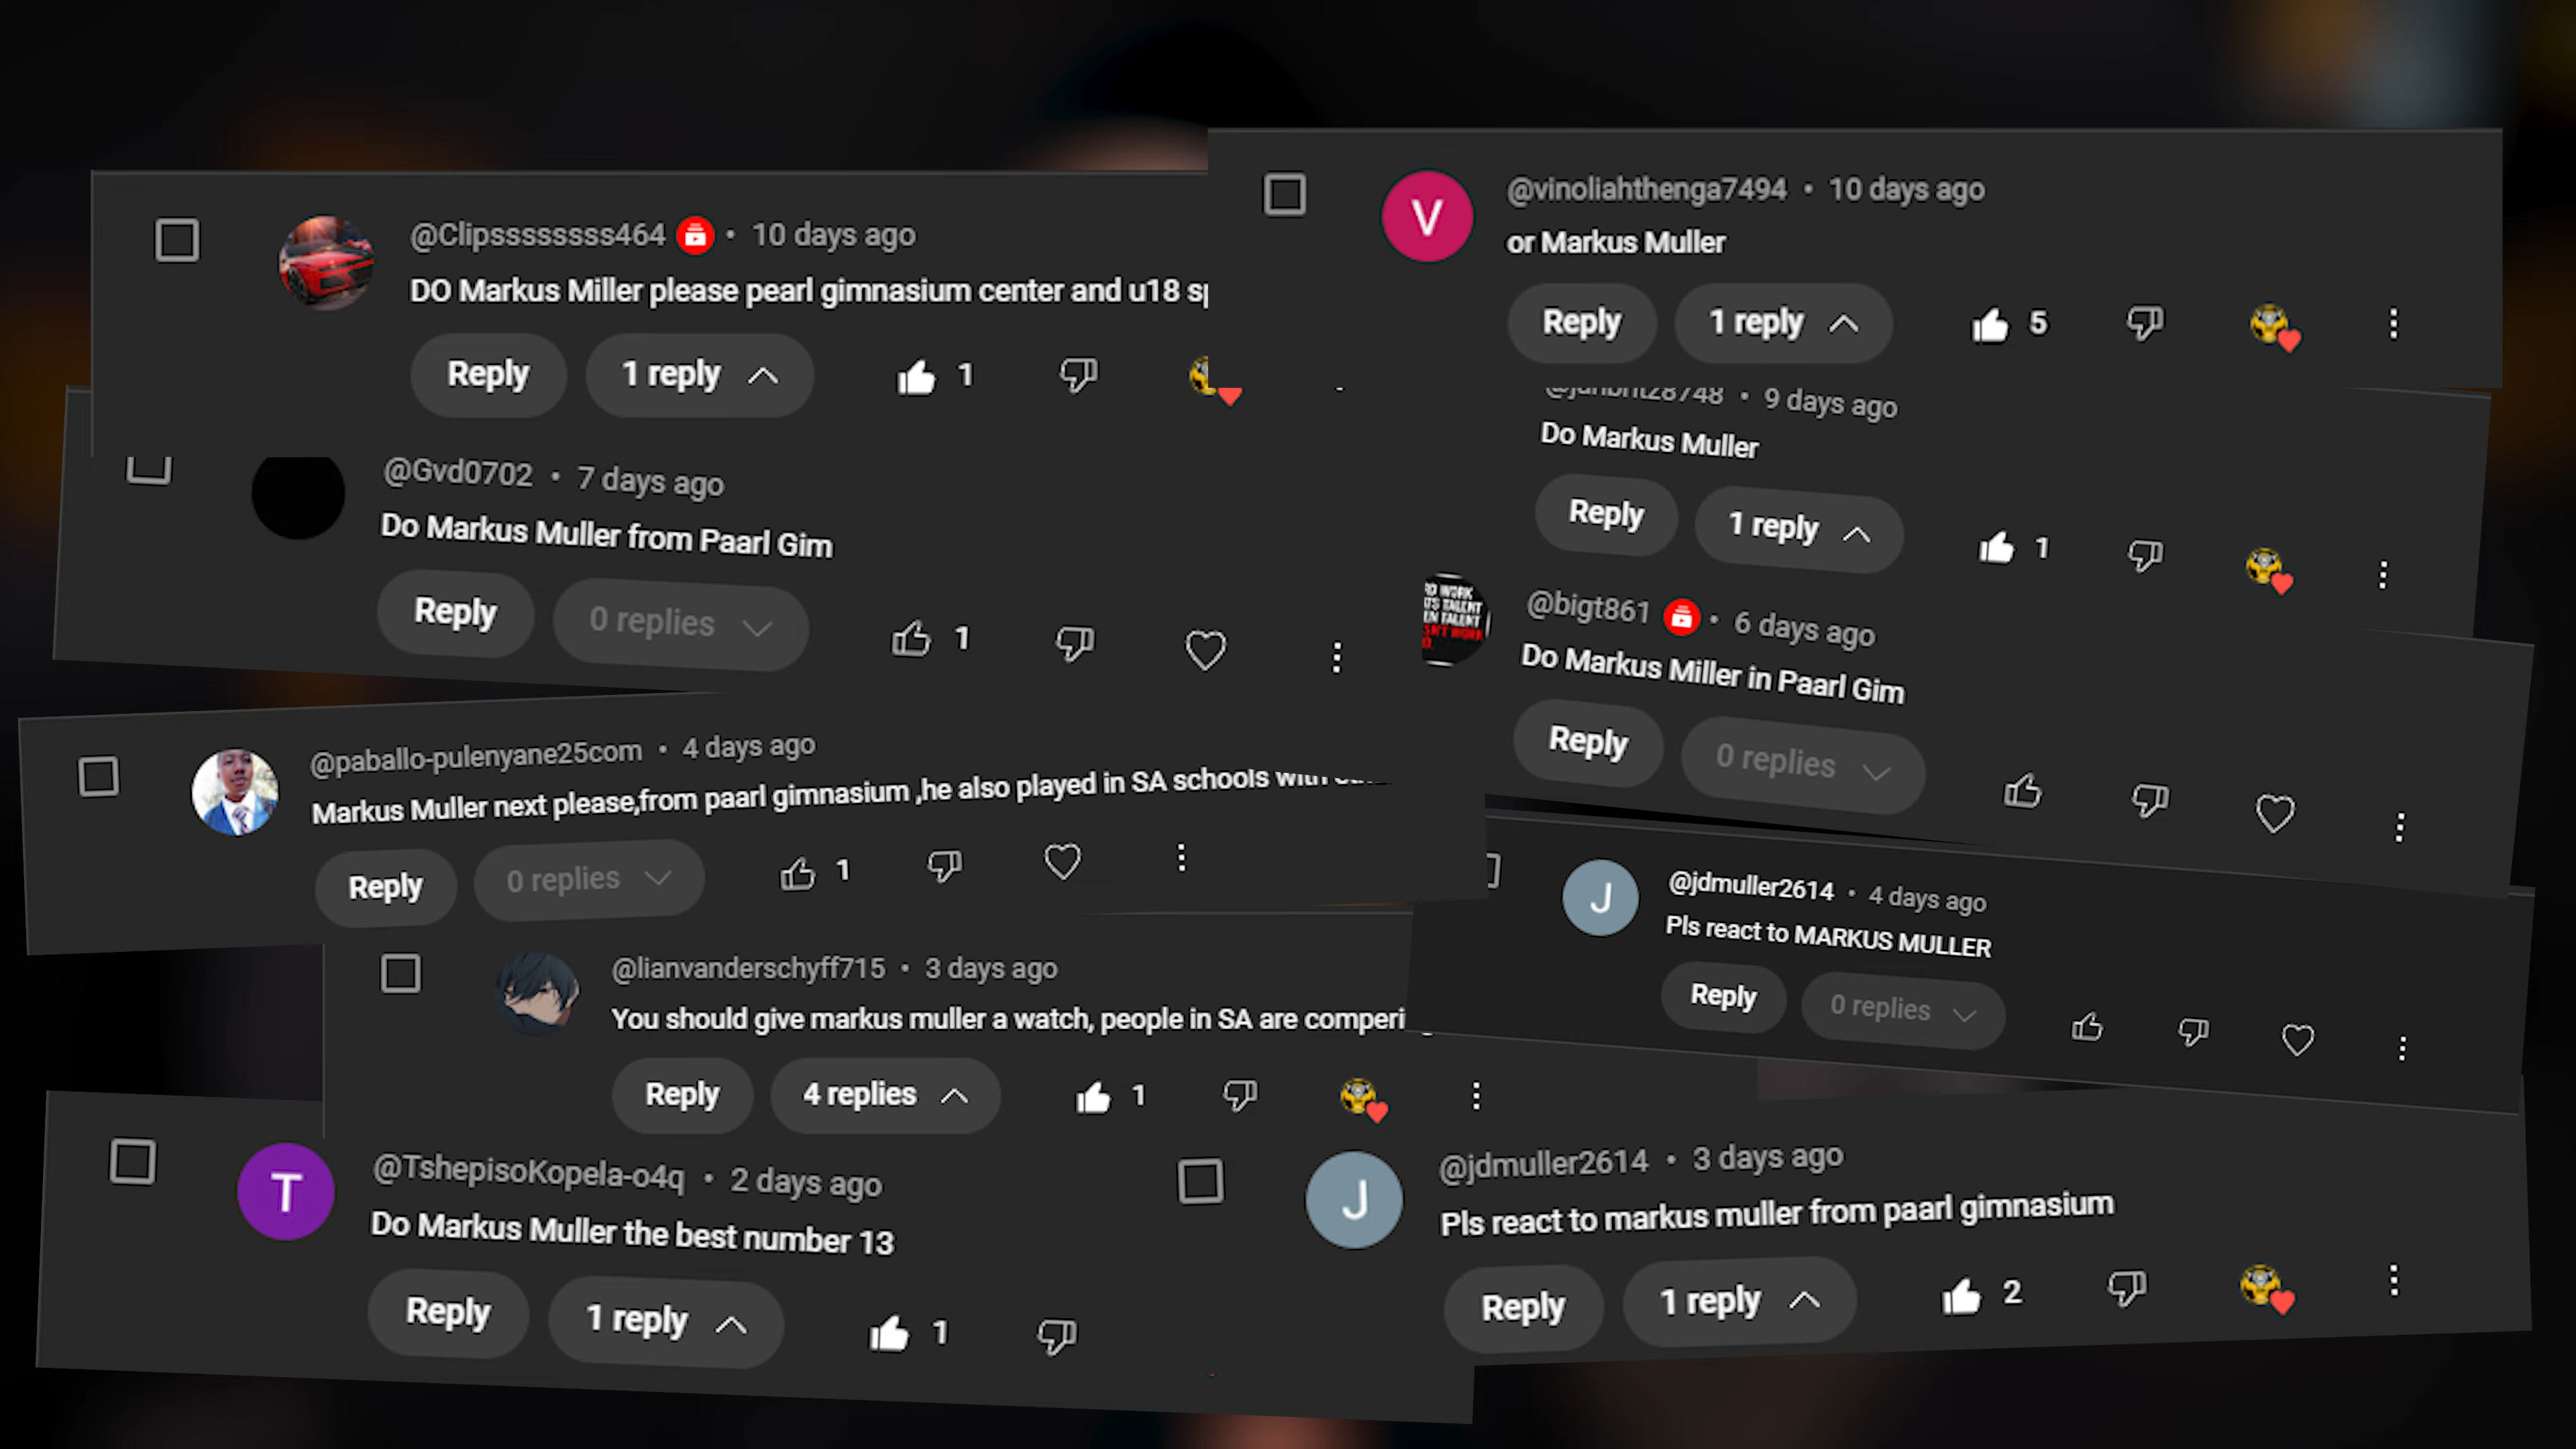 @Clipsssssssss464 • 10 days ago
DO Markus Miller please pearl gimnasium center and u18
Reply 1 reply 1
@Gvd0702 • 7 days ago
Do Markus Muller from Paarl Gim
Reply 0 replies 1
@paballo-pulenyane25com • 4 days ago
Markus Muller next please,from paarl gimnasium ,he also played in SA schools with
Reply 0 replies 1
@lianvanderschyff715 • 3 days ago
You should give markus muller a watch, people in SA are comperi
Reply 4 replies 1
T
@TshepisoKopela-o4q • 2 days ago
Do Markus Muller the best number 13
Reply 1 reply 1
V
@vinoliahthenga7494 • 10 days ago
or Markus Muller
Reply 1 reply 5
• 9 days ago
Do Markus Muller
Reply 1 reply 1
@bigt861 • 6 days ago
Do Markus Miller in Paarl Gim
Reply 0 replies
J
@jdmuller2614 • 4 days ago
Pls react to MARKUS MULLER
Reply 0 replies
J
@jdmuller2614 • 3 days ago
Pls react to markus muller from paarl gimnasium
Reply 1 reply 2